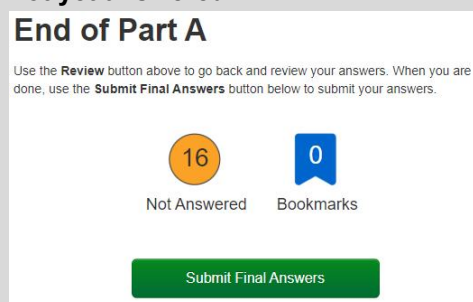 End of Part A
Use the Review button above to go back and review your answers. When you are
done, use the Submit Final Answers button below to submit your answers.
16
0
Not Answered
Bookmarks
Submit Final Answers